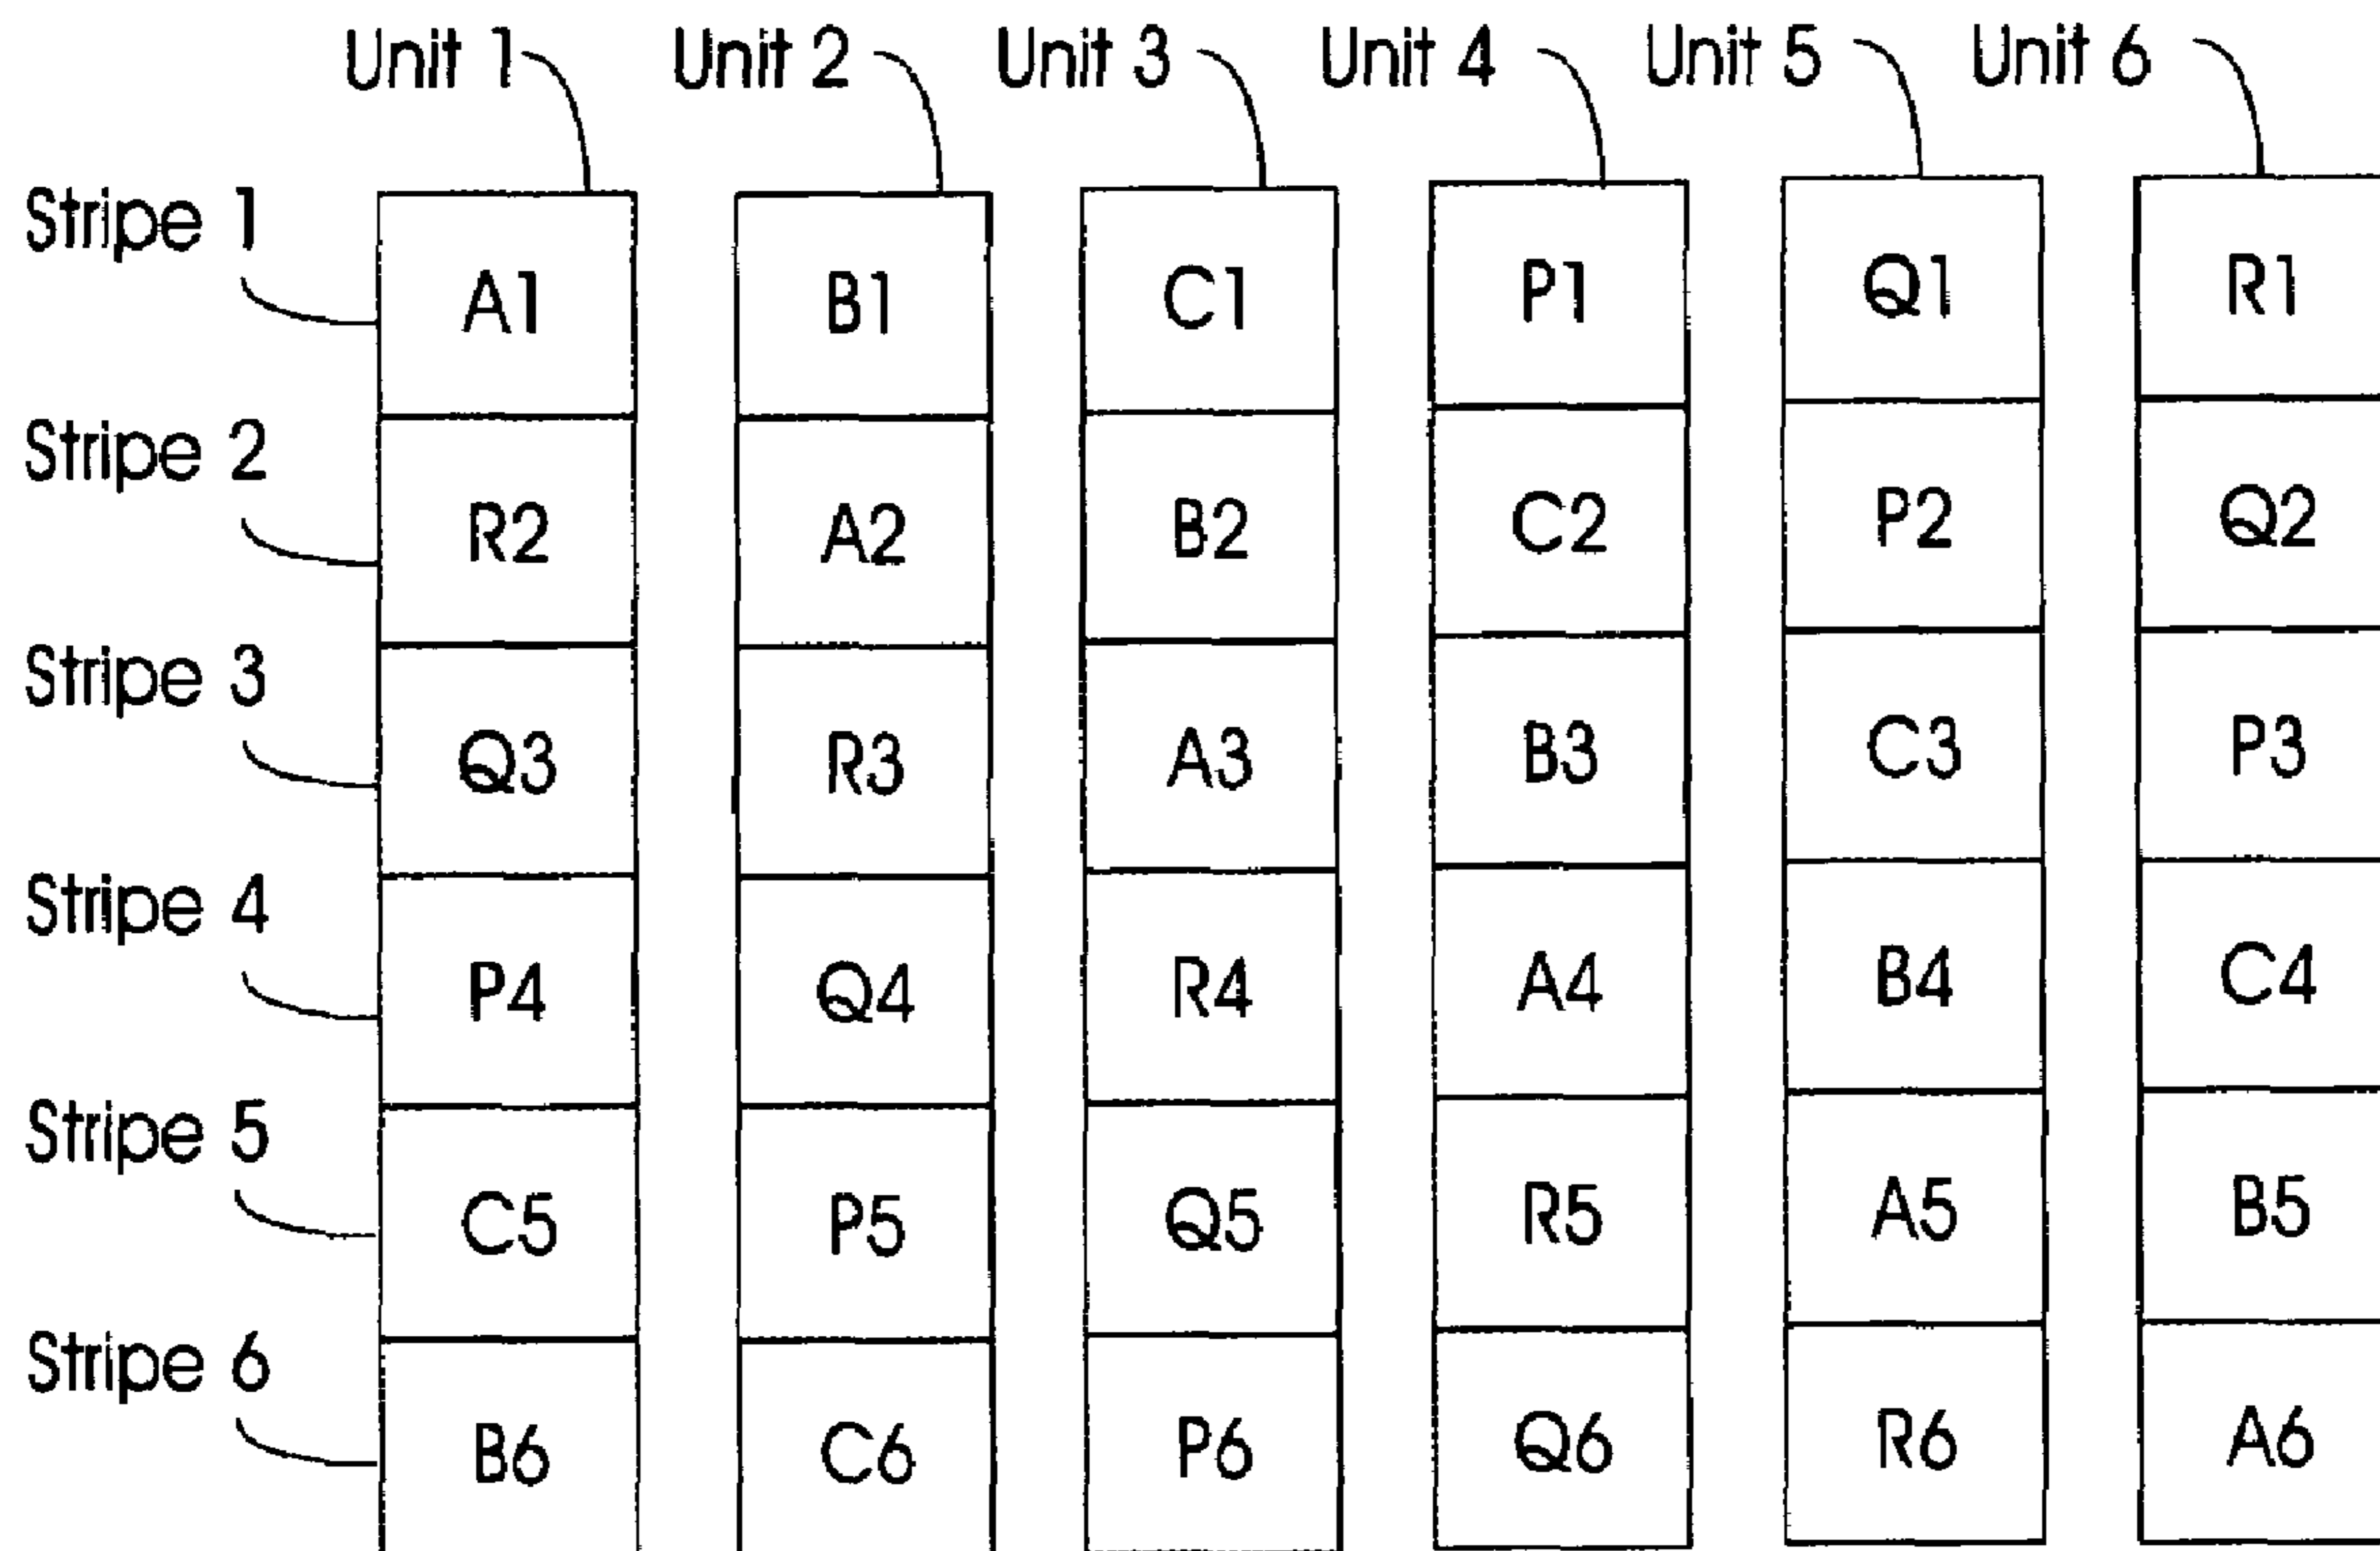 Unit 1 Unit 2 Unit 3 Unit 4 Unit 5 Unit 6
Stripe 1
A1 B1 C1 P1 Q1 R1
Stripe 2
R2 A2 B2 C2 P2 Q2
Stripe 3
Q3 R3 A3 B3 C3 P3
Stripe 4
P4 Q4 R4 A4 B4 C4
Stripe 5
C5 P5 Q5 R5 A5 B5
Stripe 6
B6 C6 P6 Q6 R6 A6